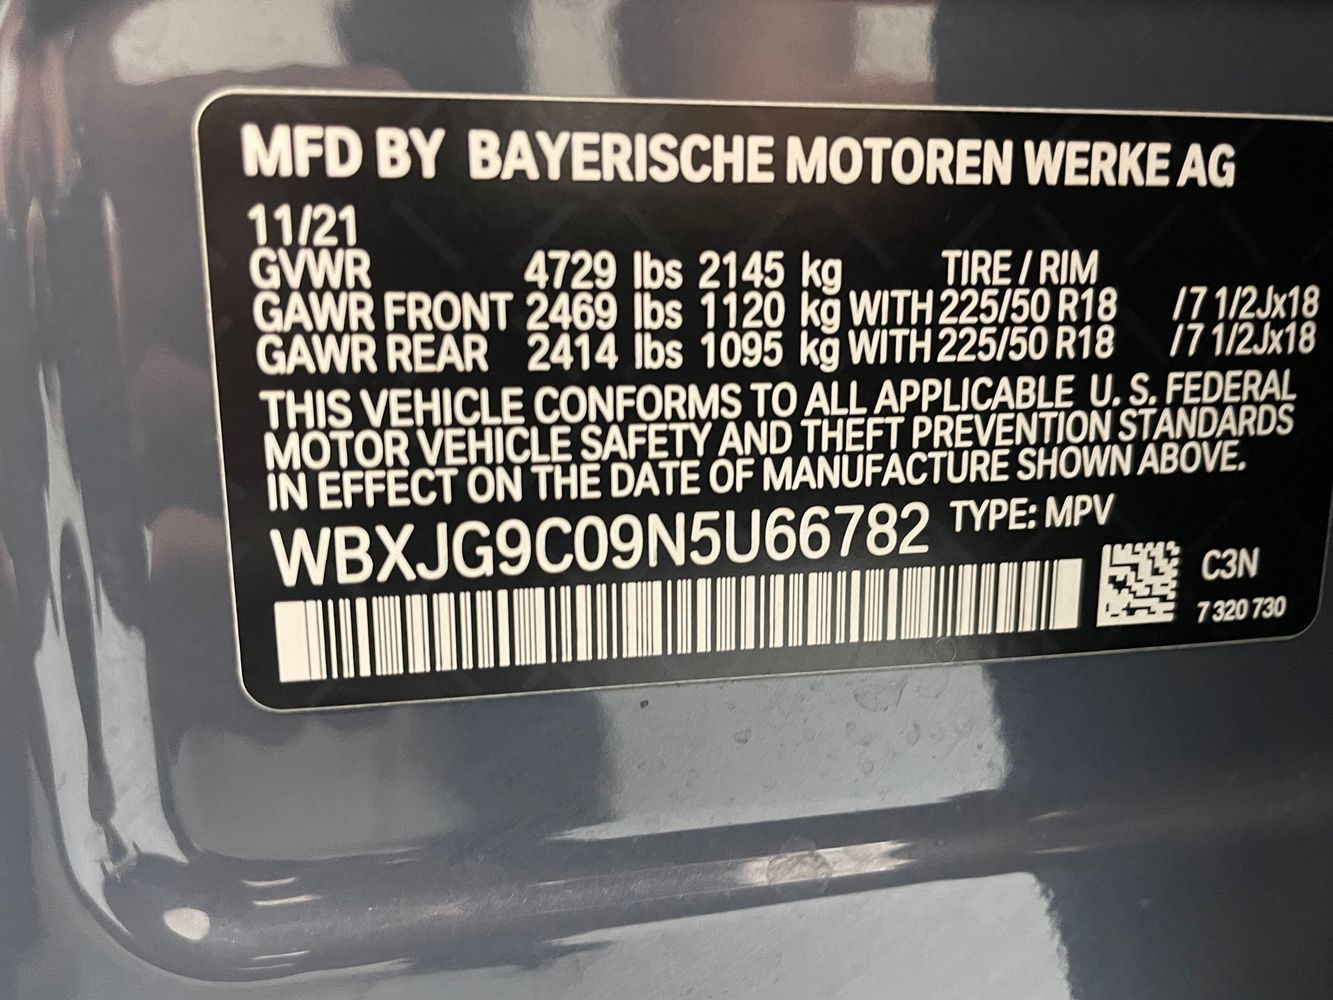 MFD BY BAYERISCHE MOTOREN WERKE AG
11/21
GVWR 4729 lbs 2145 kg TIRE / RIM
GAWR FRONT 2469 lbs 1120 kg WITH 225/50 R18 /7 1/2Jx18
GAWR REAR 2414 lbs 1095 kg WITH 225/50 R18 /7 1/2Jx18
THIS VEHICLE CONFORMS TO ALL APPLICABLE U. S. FEDERAL
MOTOR VEHICLE SAFETY AND THEFT PREVENTION STANDARDS
IN EFFECT ON THE DATE OF MANUFACTURE SHOWN ABOVE.
WBXJG9C09N5U66782 TYPE: MPV
C3N
7 320 730